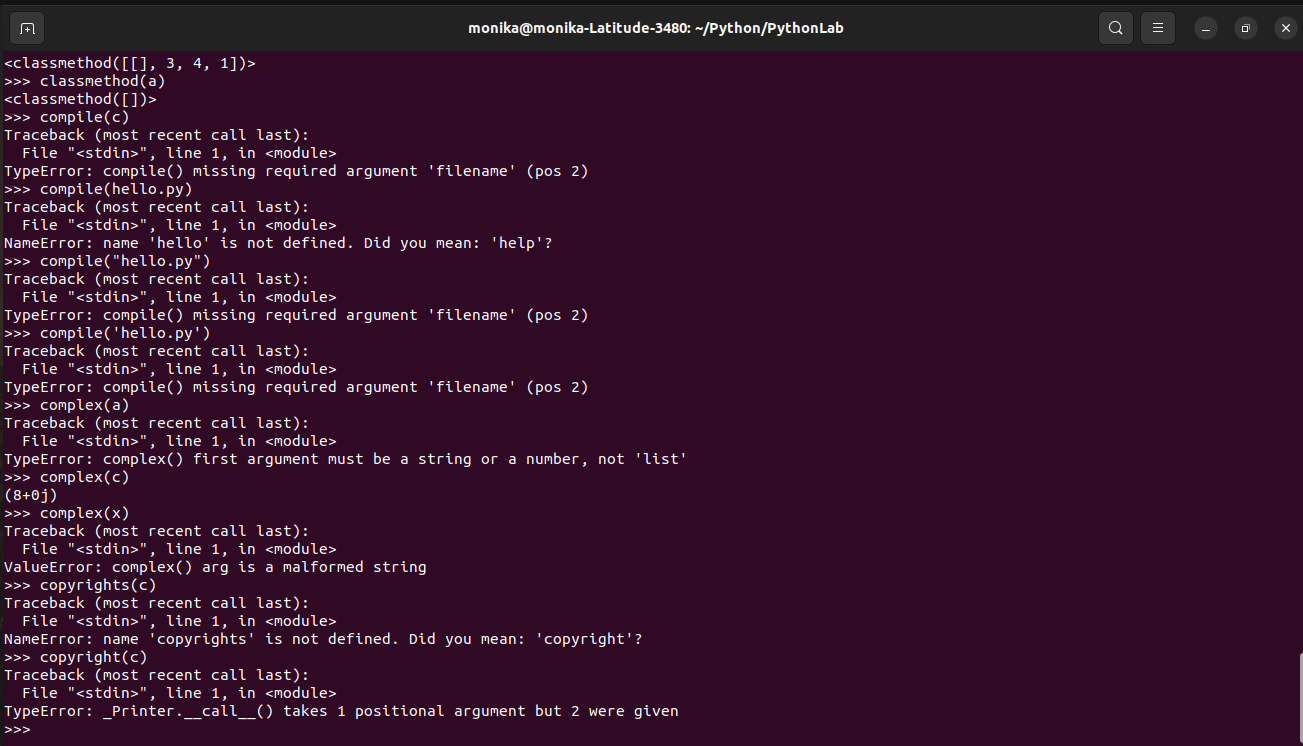 monika@monika-Latitude-3480: ~/Python/PythonLab
<classmethod([[], 3, 4, 1])>
>>> classmethod(a)
<classmethod([])>
>>> compile(c)
Traceback (most recent call last):
  File "<stdin>", line 1, in <module>
TypeError: compile() missing required argument 'filename' (pos 2)
>>> compile(hello.py)
Traceback (most recent call last):
  File "<stdin>", line 1, in <module>
NameError: name 'hello' is not defined. Did you mean: 'help'?
>>> compile("hello.py")
Traceback (most recent call last):
  File "<stdin>", line 1, in <module>
TypeError: compile() missing required argument 'filename' (pos 2)
>>> compile('hello.py')
Traceback (most recent call last):
  File "<stdin>", line 1, in <module>
TypeError: compile() missing required argument 'filename' (pos 2)
>>> complex(a)
Traceback (most recent call last):
  File "<stdin>", line 1, in <module>
TypeError: complex() first argument must be a string or a number, not 'list'
>>> complex(c)
(8+0j)
>>> complex(x)
Traceback (most recent call last):
  File "<stdin>", line 1, in <module>
ValueError: complex() arg is a malformed string
>>> copyrights(c)
Traceback (most recent call last):
  File "<stdin>", line 1, in <module>
NameError: name 'copyrights' is not defined. Did you mean: 'copyright'?
>>> copyright(c)
Traceback (most recent call last):
  File "<stdin>", line 1, in <module>
TypeError: _Printer.__call__() takes 1 positional argument but 2 were given
>>>